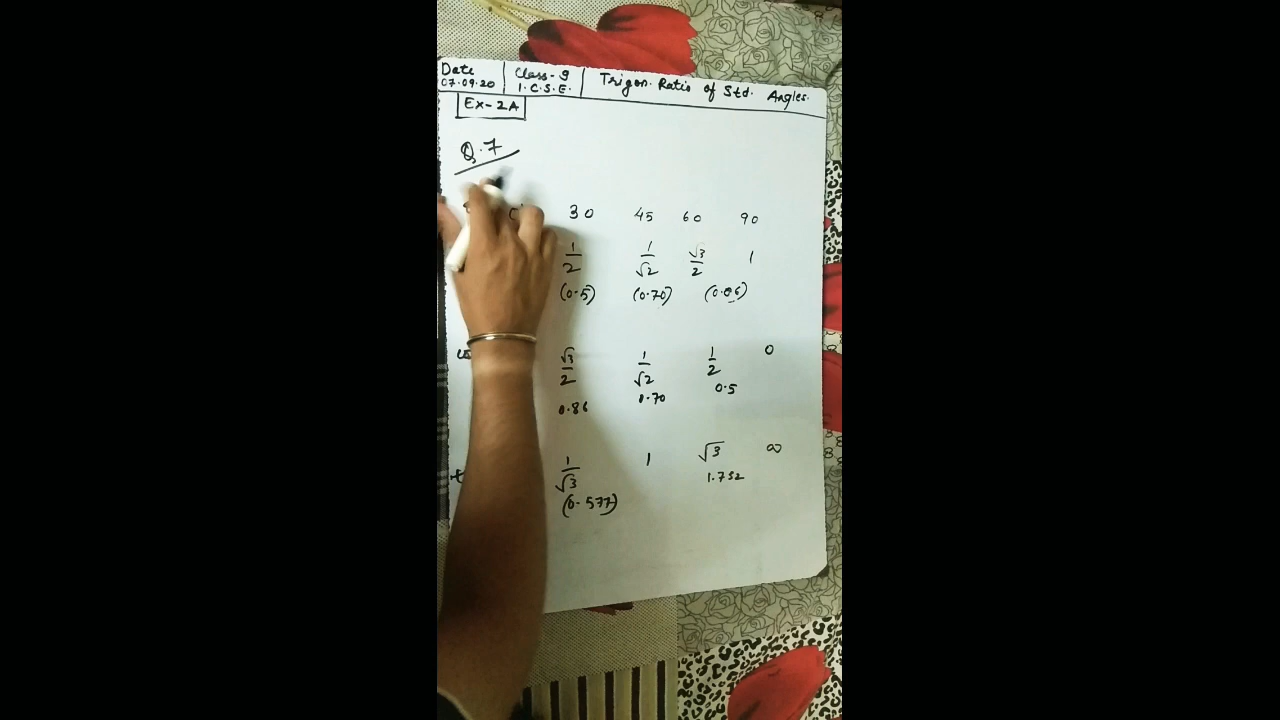 Date
07.09.20
Class-9
I.C.S.E.
Trigon. Ratio of Std. Angles.
Ex-2A
Q.7
30 45 60 90
1/2 1/√2 √3/2 1
(0.5) (0.70) (0.86)
√3/2 1/√2 1/2 0
0.86 0.70 0.5
1/√3 1 √3 ∞
(0.577) 1.732